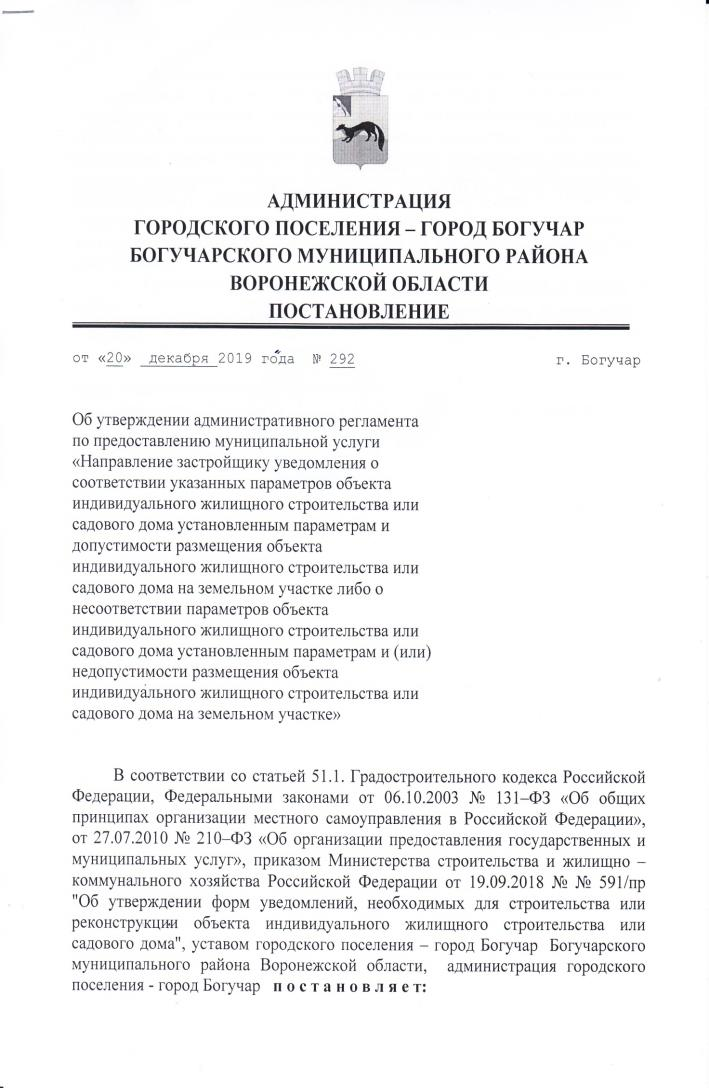 АДМИНИСТРАЦИЯ
ГОРОДСКОГО ПОСЕЛЕНИЯ – ГОРОД БОГУЧАР
БОГУЧАРСКОГО МУНИЦИПАЛЬНОГО РАЙОНА
ВОРОНЕЖСКОЙ ОБЛАСТИ
ПОСТАНОВЛЕНИЕ
от «20» декабря 2019 года № 292 г. Богучар
Об утверждении административного регламента
по предоставлению муниципальной услуги
«Направление застройщику уведомления о
соответствии указанных параметров объекта
индивидуального жилищного строительства или
садового дома установленным параметрам и
допустимости размещения объекта
индивидуального жилищного строительства или
садового дома на земельном участке либо о
несоответствии параметров объекта
индивидуального жилищного строительства или
садового дома установленным параметрам и (или)
недопустимости размещения объекта
индивидуального жилищного строительства или
садового дома на земельном участке»
В соответствии со статьей 51.1. Градостроительного кодекса Российской
Федерации, Федеральными законами от 06.10.2003 № 131–ФЗ «Об общих
принципах организации местного самоуправления в Российской Федерации»,
от 27.07.2010 № 210–ФЗ «Об организации предоставления государственных и
муниципальных услуг», приказом Министерства строительства и жилищно –
коммунального хозяйства Российской Федерации от 19.09.2018 № № 591/пр
"Об утверждении форм уведомлений, необходимых для строительства или
реконструкции объекта индивидуального жилищного строительства или
садового дома", уставом городского поселения – город Богучар Богучарского
муниципального района Воронежской области, администрация городского
поселения - город Богучар п о с т а н о в л я е т: